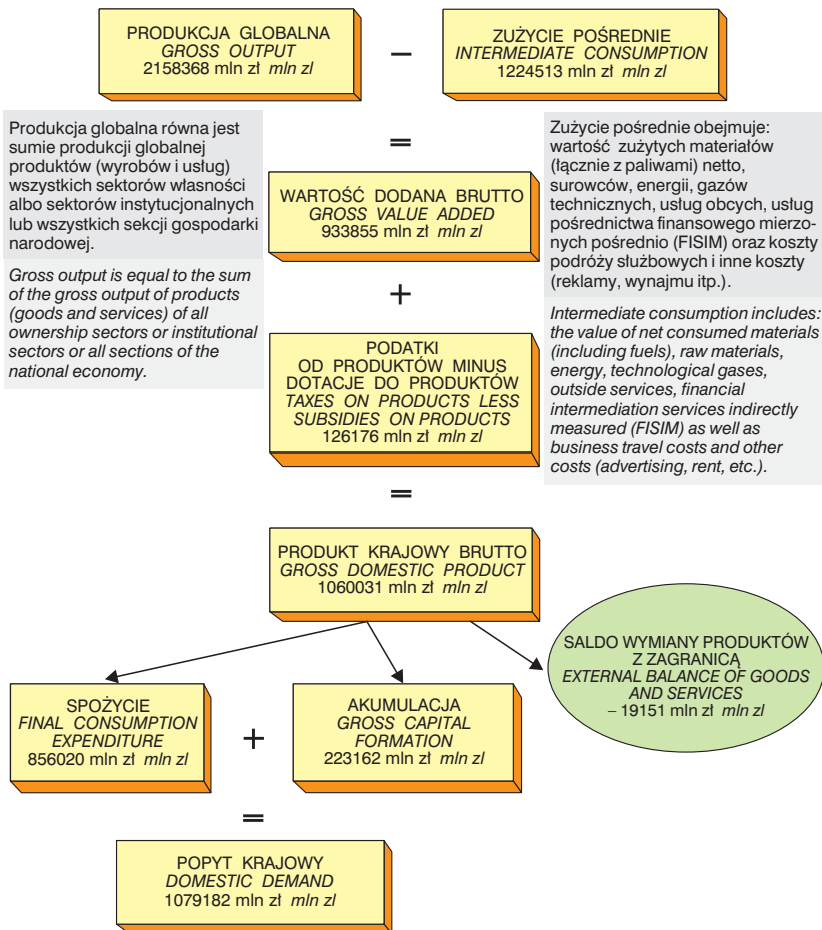 PRODUKCJA GLOBALNA
GROSS OUTPUT
2158368 mln zł mln zl
–
ZUŻYCIE POŚREDNIE
INTERMEDIATE CONSUMPTION
1224513 mln zł mln zl
Produkcja globalna równa jest
sumie produkcji globalnej
produktów (wyrobów i usług)
wszystkich sektorów własności
albo sektorów instytucjonalnych
lub wszystkich sekcji gospodarki
narodowej.
Gross output is equal to the sum
of the gross output of products
(goods and services) of all
ownership sectors or institutional
sectors or all sections of the
national economy.
=
WARTOŚĆ DODANA BRUTTO
GROSS VALUE ADDED
933855 mln zł mln zl
+
PODATKI
OD PRODUKTÓW MINUS
DOTACJE DO PRODUKTÓW
TAXES ON PRODUCTS LESS
SUBSIDIES ON PRODUCTS
126176 mln zł mln zl
Zużycie pośrednie obejmuje:
wartość zużytych materiałów
(łącznie z paliwami) netto,
surowców, energii, gazów
technicznych, usług obcych, usług
pośrednictwa finansowego mierzo-
nych pośrednio (FISIM) oraz koszty
podróży służbowych i inne koszty
(reklamy, wynajmu itp.).
Intermediate consumption includes:
the value of net consumed materials
(including fuels), raw materials,
energy, technological gases,
outside services, financial
intermediation services indirectly
measured (FISIM) as well as
business travel costs and other
costs (advertising, rent, etc.).
=
PRODUKT KRAJOWY BRUTTO
GROSS DOMESTIC PRODUCT
1060031 mln zł mln zl
SALDO WYMIANY PRODUKTÓW
Z ZAGRANICĄ
EXTERNAL BALANCE OF GOODS
AND SERVICES
– 19151 mln zł mln zl
SPOŻYCIE
FINAL CONSUMPTION
EXPENDITURE
856020 mln zł mln zl
+
AKUMULACJA
GROSS CAPITAL
FORMATION
223162 mln zł mln zl
=
POPYT KRAJOWY
DOMESTIC DEMAND
1079182 mln zł mln zl